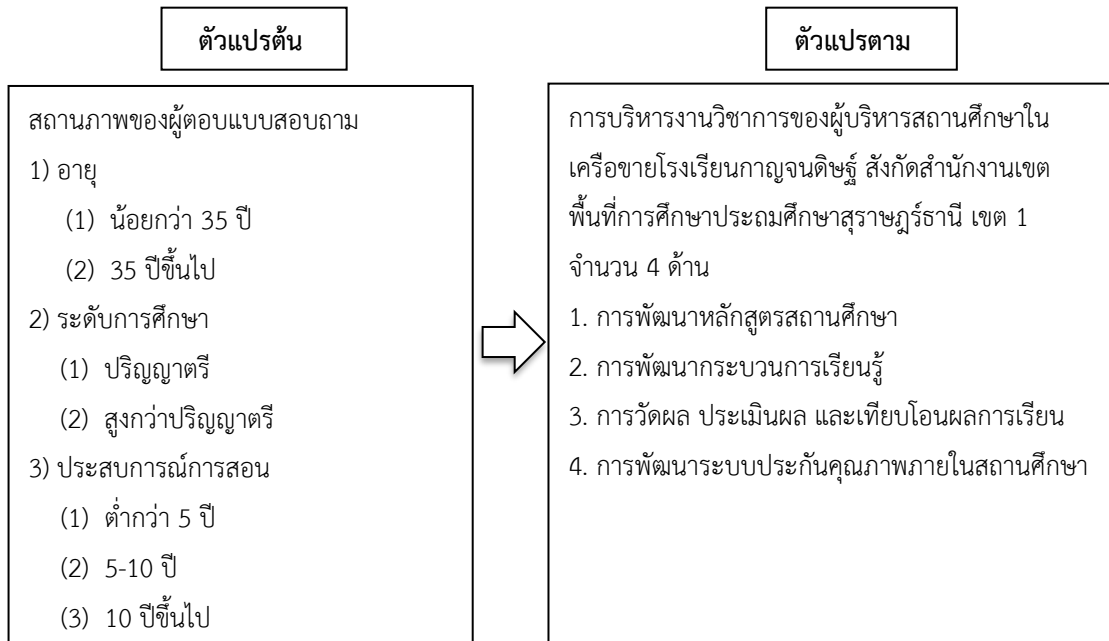 ตัวแปรต้น
สถานภาพของผู้ตอบแบบสอบถาม
1) อายุ
(1) น้อยกว่า 35 ปี
(2) 35 ปีขึ้นไป
2) ระดับการศึกษา
(1) ปริญญาตรี
(2) สูงกว่าปริญญาตรี
3) ประสบการณ์การสอน
(1) ต่ำกว่า 5 ปี
(2) 5-10 ปี
(3) 10 ปีขึ้นไป
ตัวแปรตาม
การบริหารงานวิชาการของผู้บริหารสถานศึกษาใน
เครือขายโรงเรียนกาญจนดิษฐ์ สังกัดสำนักงานเขต
พื้นที่การศึกษาประถมศึกษาสุราษฎร์ธานี เขต 1
จำนวน 4 ด้าน
1. การพัฒนาหลักสูตรสถานศึกษา
2. การพัฒนากระบวนการเรียนรู้
3. การวัดผล ประเมินผล และเทียบโอนผลการเรียน
4. การพัฒนาระบบประกันคุณภาพภายในสถานศึกษา